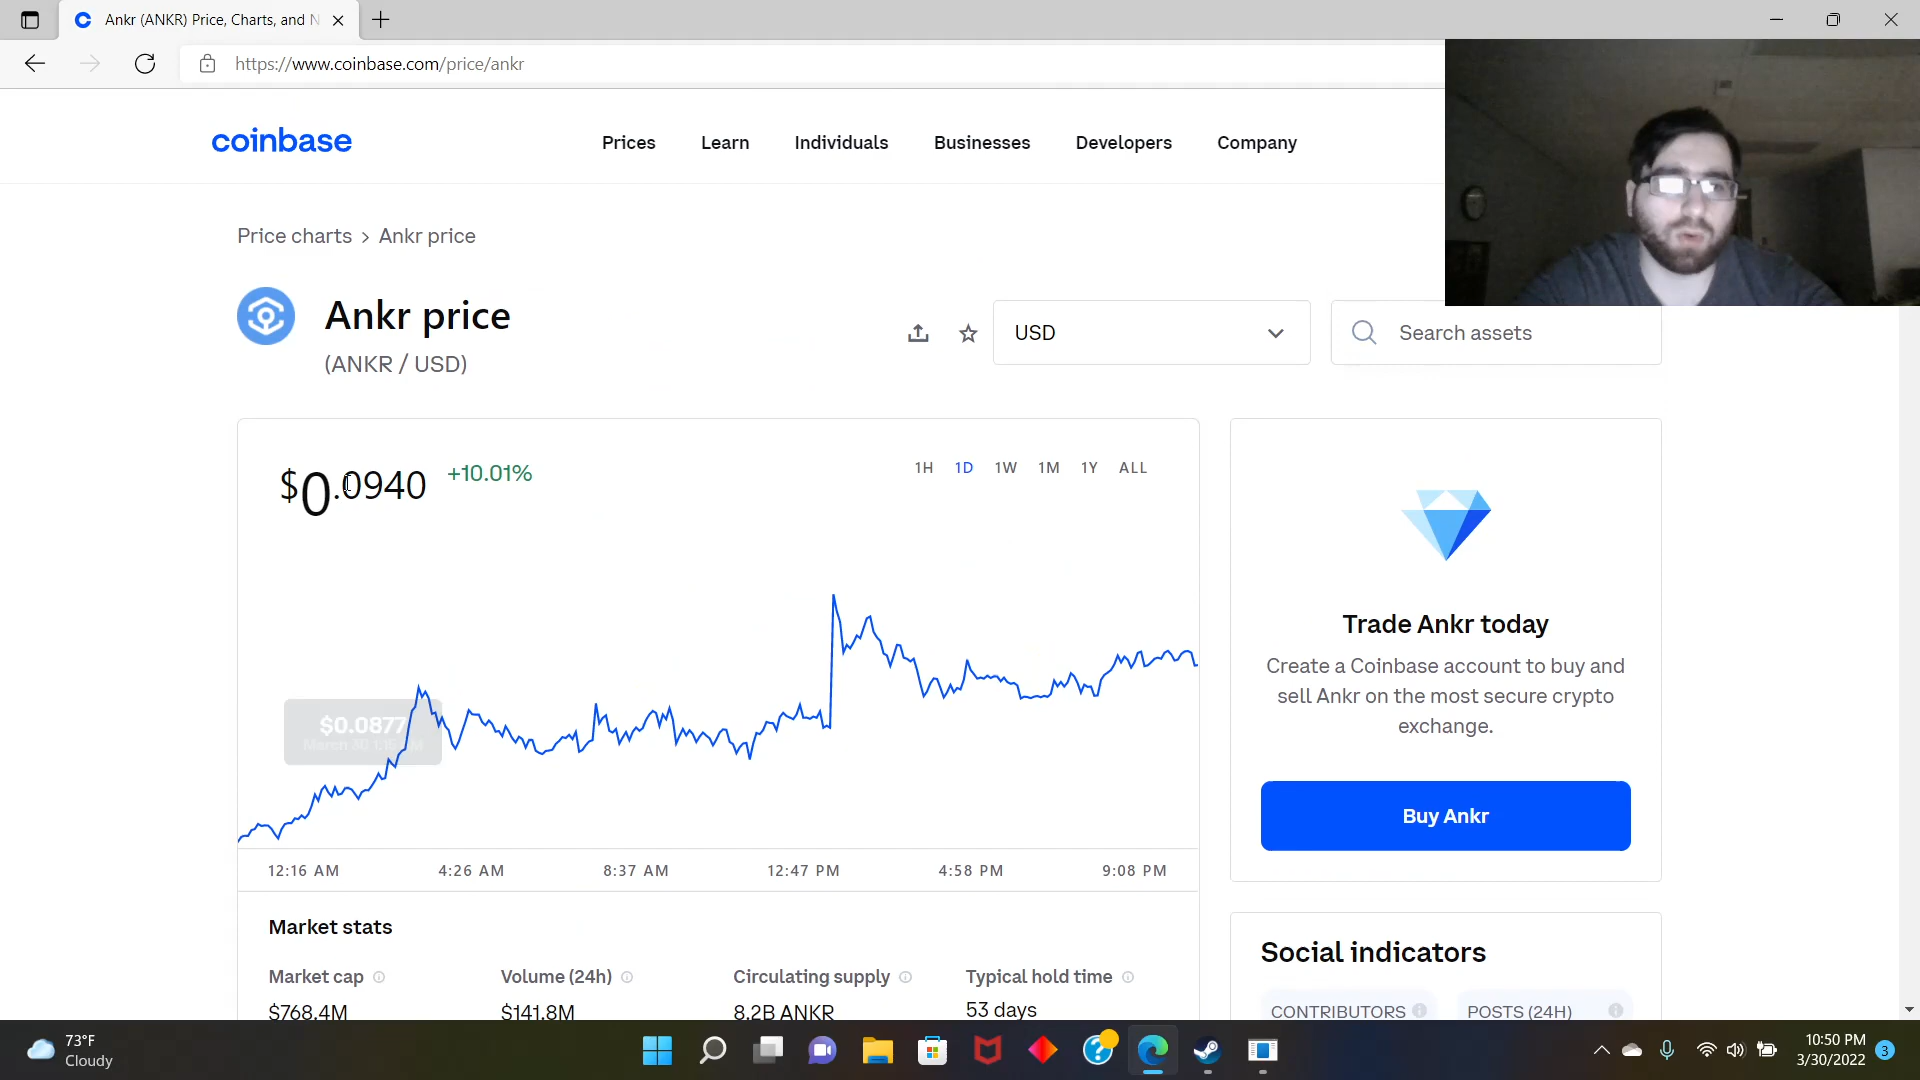 Ankr (ANKR) Price, Charts, and N
https://www.coinbase.com/price/ankr
coinbase
Prices
Learn
Individuals
Businesses
Developers
Company
Price charts > Ankr price
Ankr price
(ANKR / USD)
USD
Search assets
$0.0940 +10.01%
1H 1D 1W 1M 1Y ALL
$0.0877
March 30
12:16 AM 4:26 AM 8:37 AM 12:47 PM 4:58 PM 9:08 PM
Trade Ankr today
Create a Coinbase account to buy and
sell Ankr on the most secure crypto
exchange.
Buy Ankr
Market stats
Market cap
$768.4M
Volume (24h)
$141.8M
Circulating supply
8.2B ANKR
Typical hold time
53 days
Social indicators
CONTRIBUTORS
POSTS (24H)
73°F
Cloudy
10:50 PM
3/30/2022
3